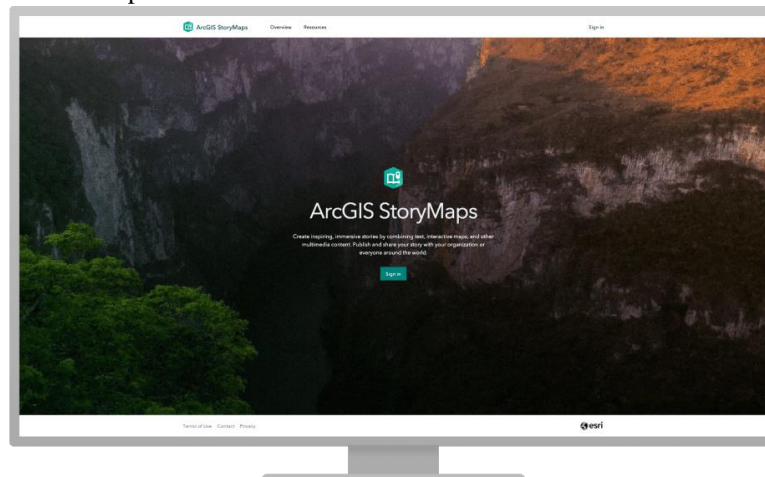 ArcGIS StoryMaps Overview Resources Sign in
ArcGIS StoryMaps
Create inspiring, immersive stories by combining text, interactive maps, and other
multimedia content. Publish and share your story with your organization or
everyone around the world.
Sign in
Terms of Use Contact Privacy esri